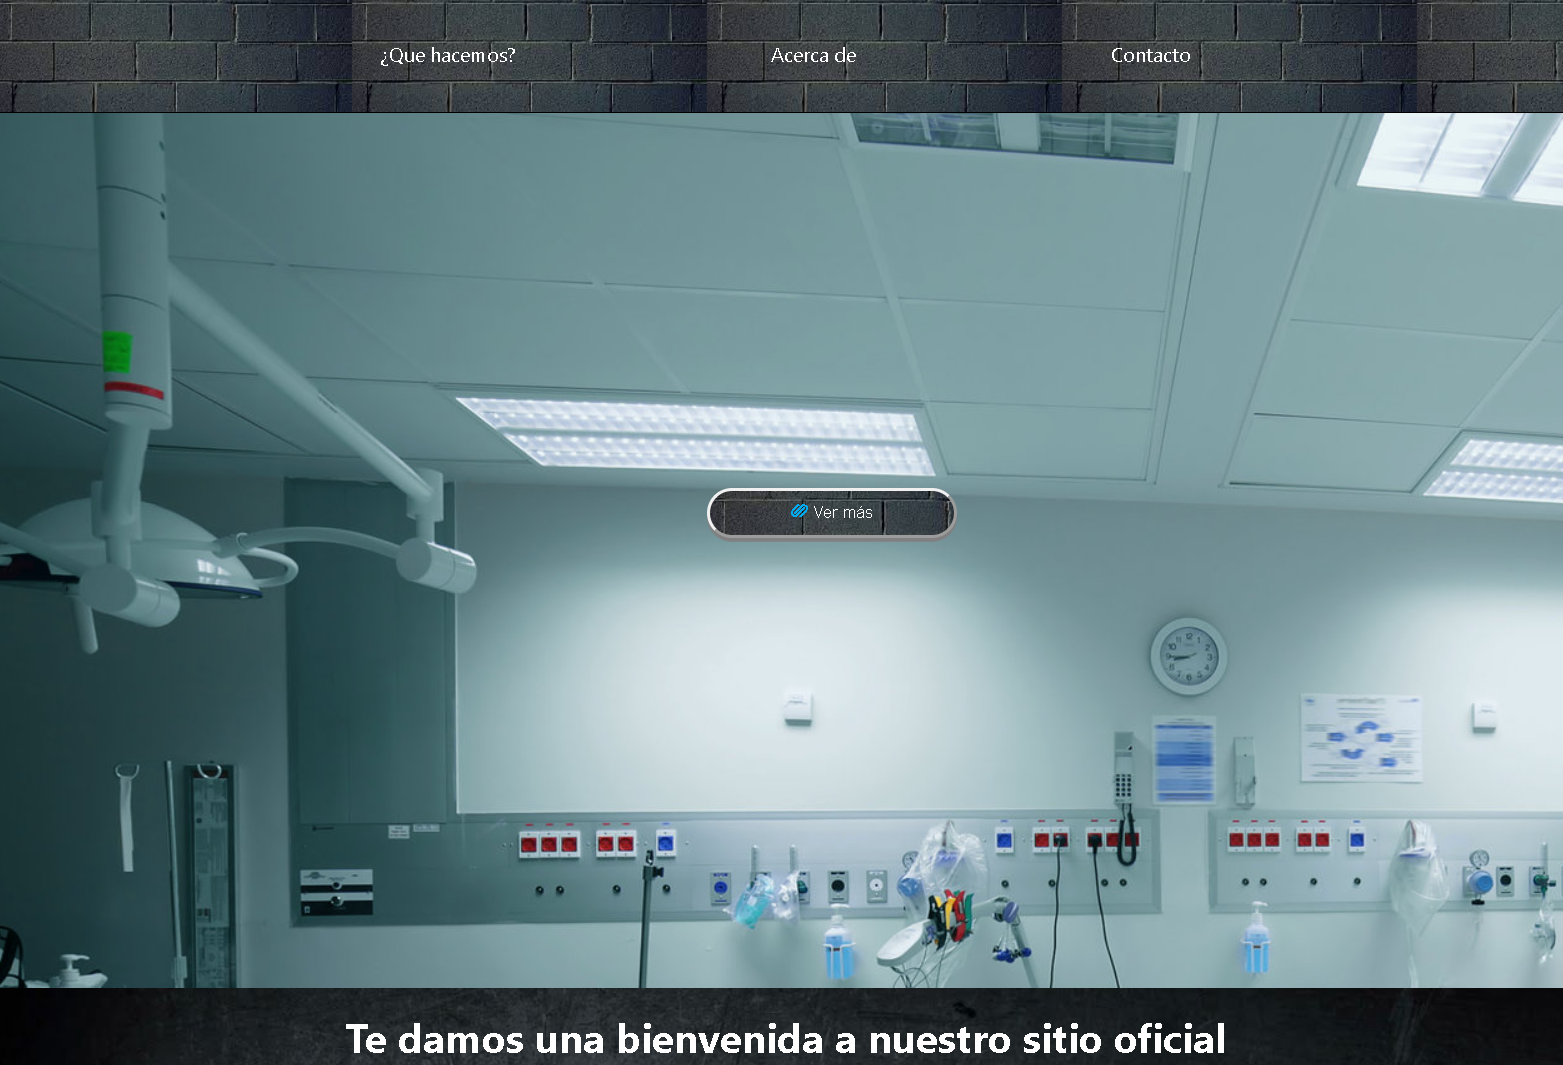 ¿Que hacemos?
Acerca de
Contacto
Ver más
Te damos una bienvenida a nuestro sitio oficial